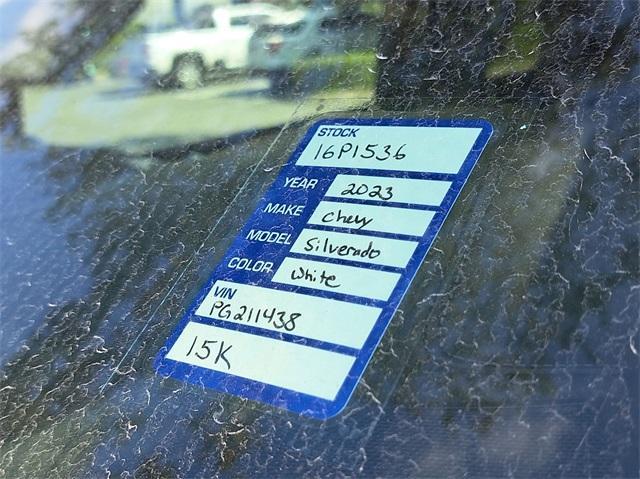 STOCK
16P1536
YEAR 2023
MAKE Chevy
MODEL Silverado
COLOR White
VIN
PG211438
15K